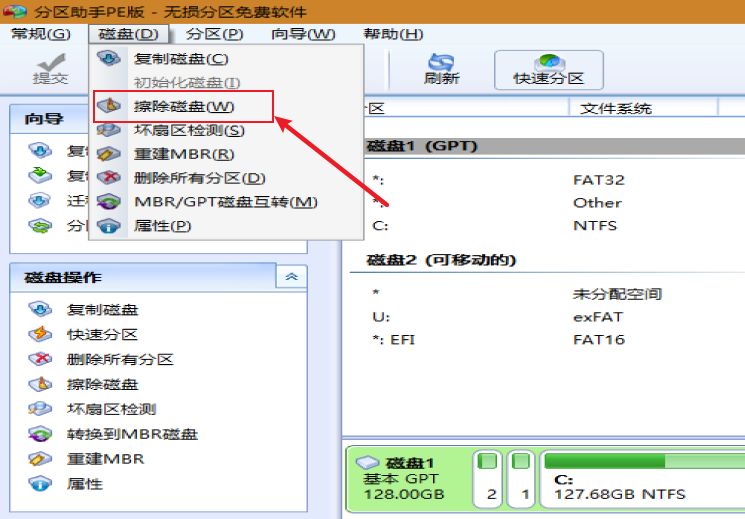 分区助手PE版 - 无损分区免费软件
常规(G) 磁盘(D) 分区(P) 向导(W) 帮助(H)
提交 刷新 快速分区
复制磁盘(C)
初始化磁盘(I)
擦除磁盘(W)
坏扇区检测(S)
重建MBR(R)
删除所有分区(D)
MBR/GPT磁盘互转(M)
属性(P)
向导
复
复
迁
分
磁盘操作
复制磁盘
快速分区
删除所有分区
擦除磁盘
坏扇区检测
转换到MBR磁盘
重建MBR
属性
区 文件系统
磁盘1 (GPT)
*: FAT32
*: Other
C: NTFS
磁盘2 (可移动的)
* 未分配空间
U: exFAT
*: EFI FAT16
磁盘1
基本 GPT
128.00GB
2
1
C:
127.68GB NTFS